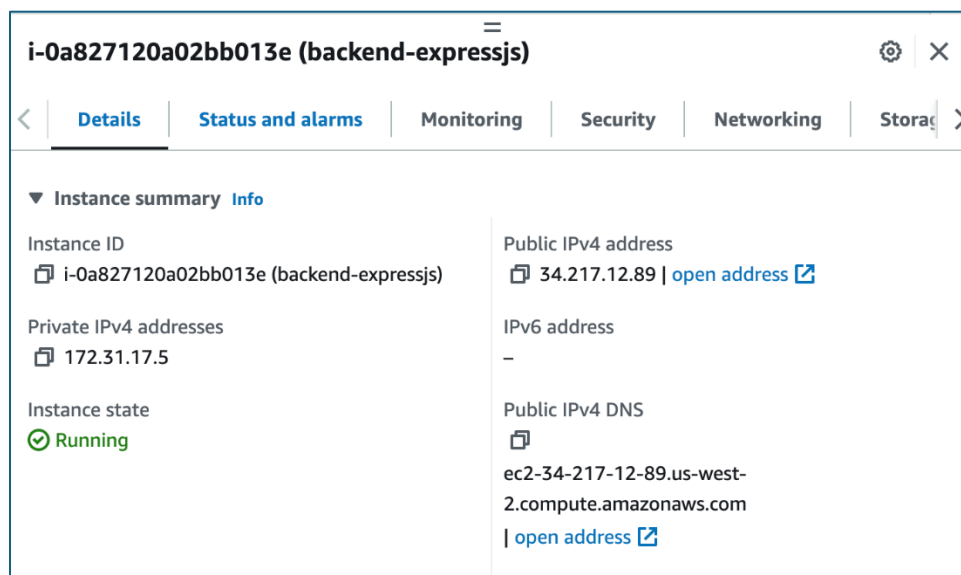 i-0a827120a02bb013e (backend-expressjs)
Details Status and alarms Monitoring Security Networking
Instance summary Info
Instance ID
i-0a827120a02bb013e (backend-expressjs)
Public IPv4 address
34.217.12.89 | open address
Private IPv4 addresses
172.31.17.5
IPv6 address
–
Instance state
Running
Public IPv4 DNS
ec2-34-217-12-89.us-west-
2.compute.amazonaws.com
| open address